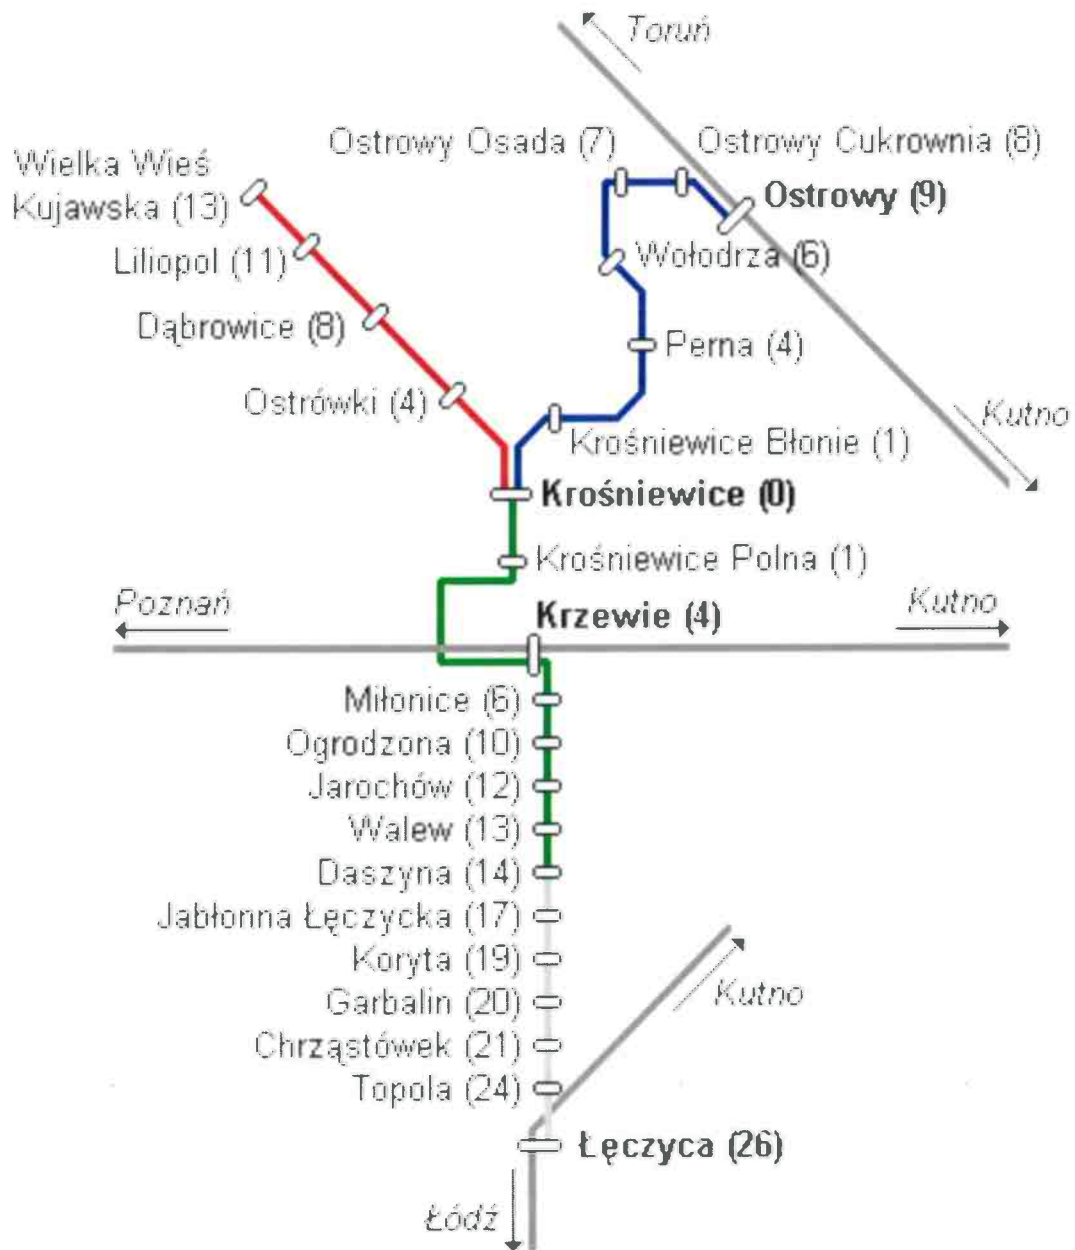 Toruń
Ostrowy Osada (7)
Ostrowy Cukrownia (8)
Wielka Wieś
Kujawska (13)
Ostrowy (9)
Liliopol (11)
Wołodrza (6)
Dąbrowice (8)
Perna (4)
Ostrówki (4)
Kutno
Krośniewice Błonie (1)
Krośniewice (0)
Krośniewice Polna (1)
Poznań
Krzewie (4)
Kutno
Miłonice (6)
Ogrodzona (10)
Jarochów (12)
Walew (13)
Daszyna (14)
Jabłonna Łęczycka (17)
Koryta (19)
Kutno
Garbalin (20)
Chrząstówek (21)
Topola (24)
Łęczyca (26)
Łódź